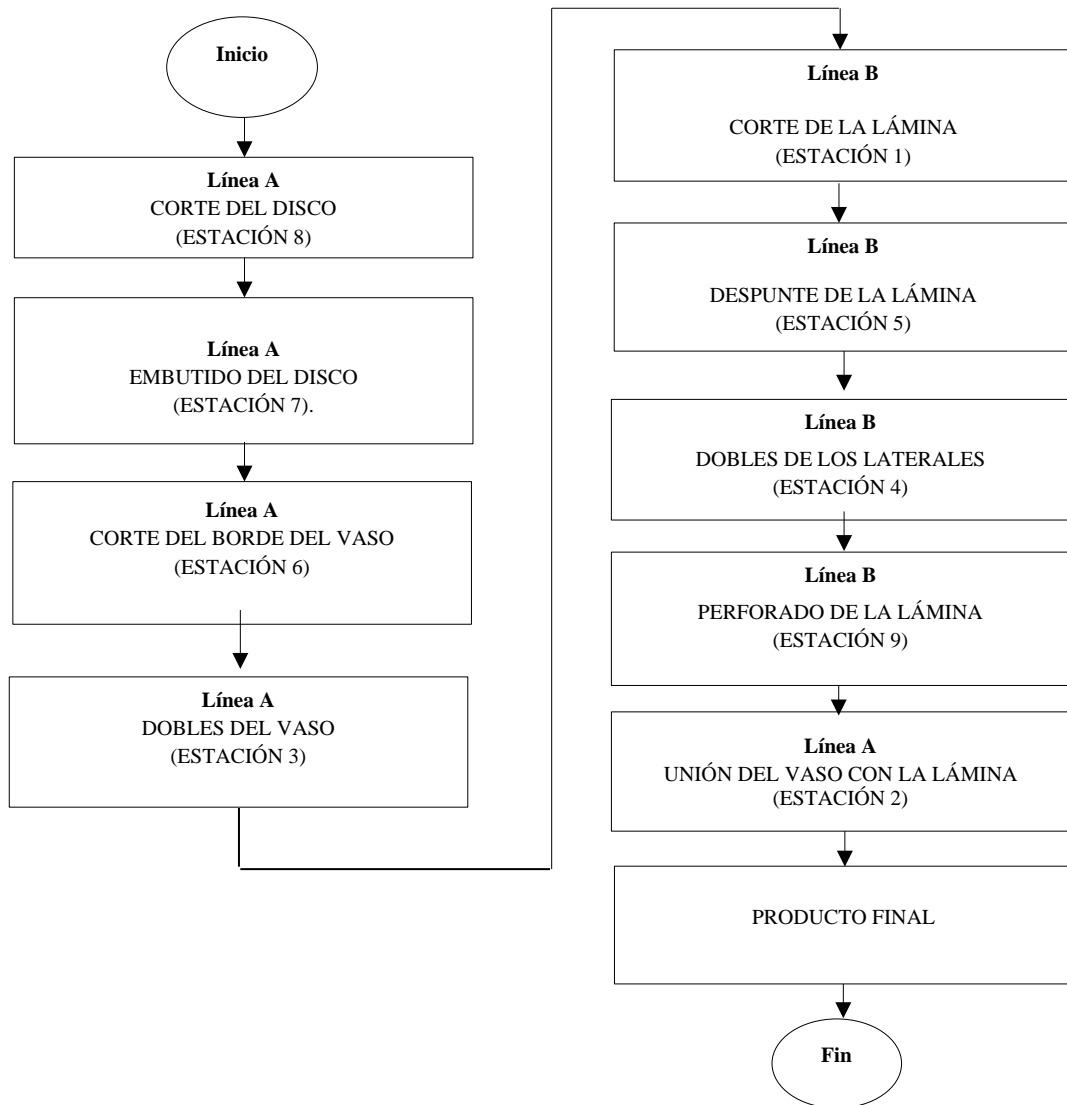 Inicio
Línea A
CORTE DEL DISCO
(ESTACIÓN 8)
Línea A
EMBUTIDO DEL DISCO
(ESTACIÓN 7).
Línea A
CORTE DEL BORDE DEL VASO
(ESTACIÓN 6)
Línea A
DOBLES DEL VASO
(ESTACIÓN 3)
Línea B
CORTE DE LA LÁMINA
(ESTACIÓN 1)
Línea B
DESPUNTE DE LA LÁMINA
(ESTACIÓN 5)
Línea B
DOBLES DE LOS LATERALES
(ESTACIÓN 4)
Línea B
PERFORADO DE LA LÁMINA
(ESTACIÓN 9)
Línea A
UNIÓN DEL VASO CON LA LÁMINA
(ESTACIÓN 2)
PRODUCTO FINAL
Fin